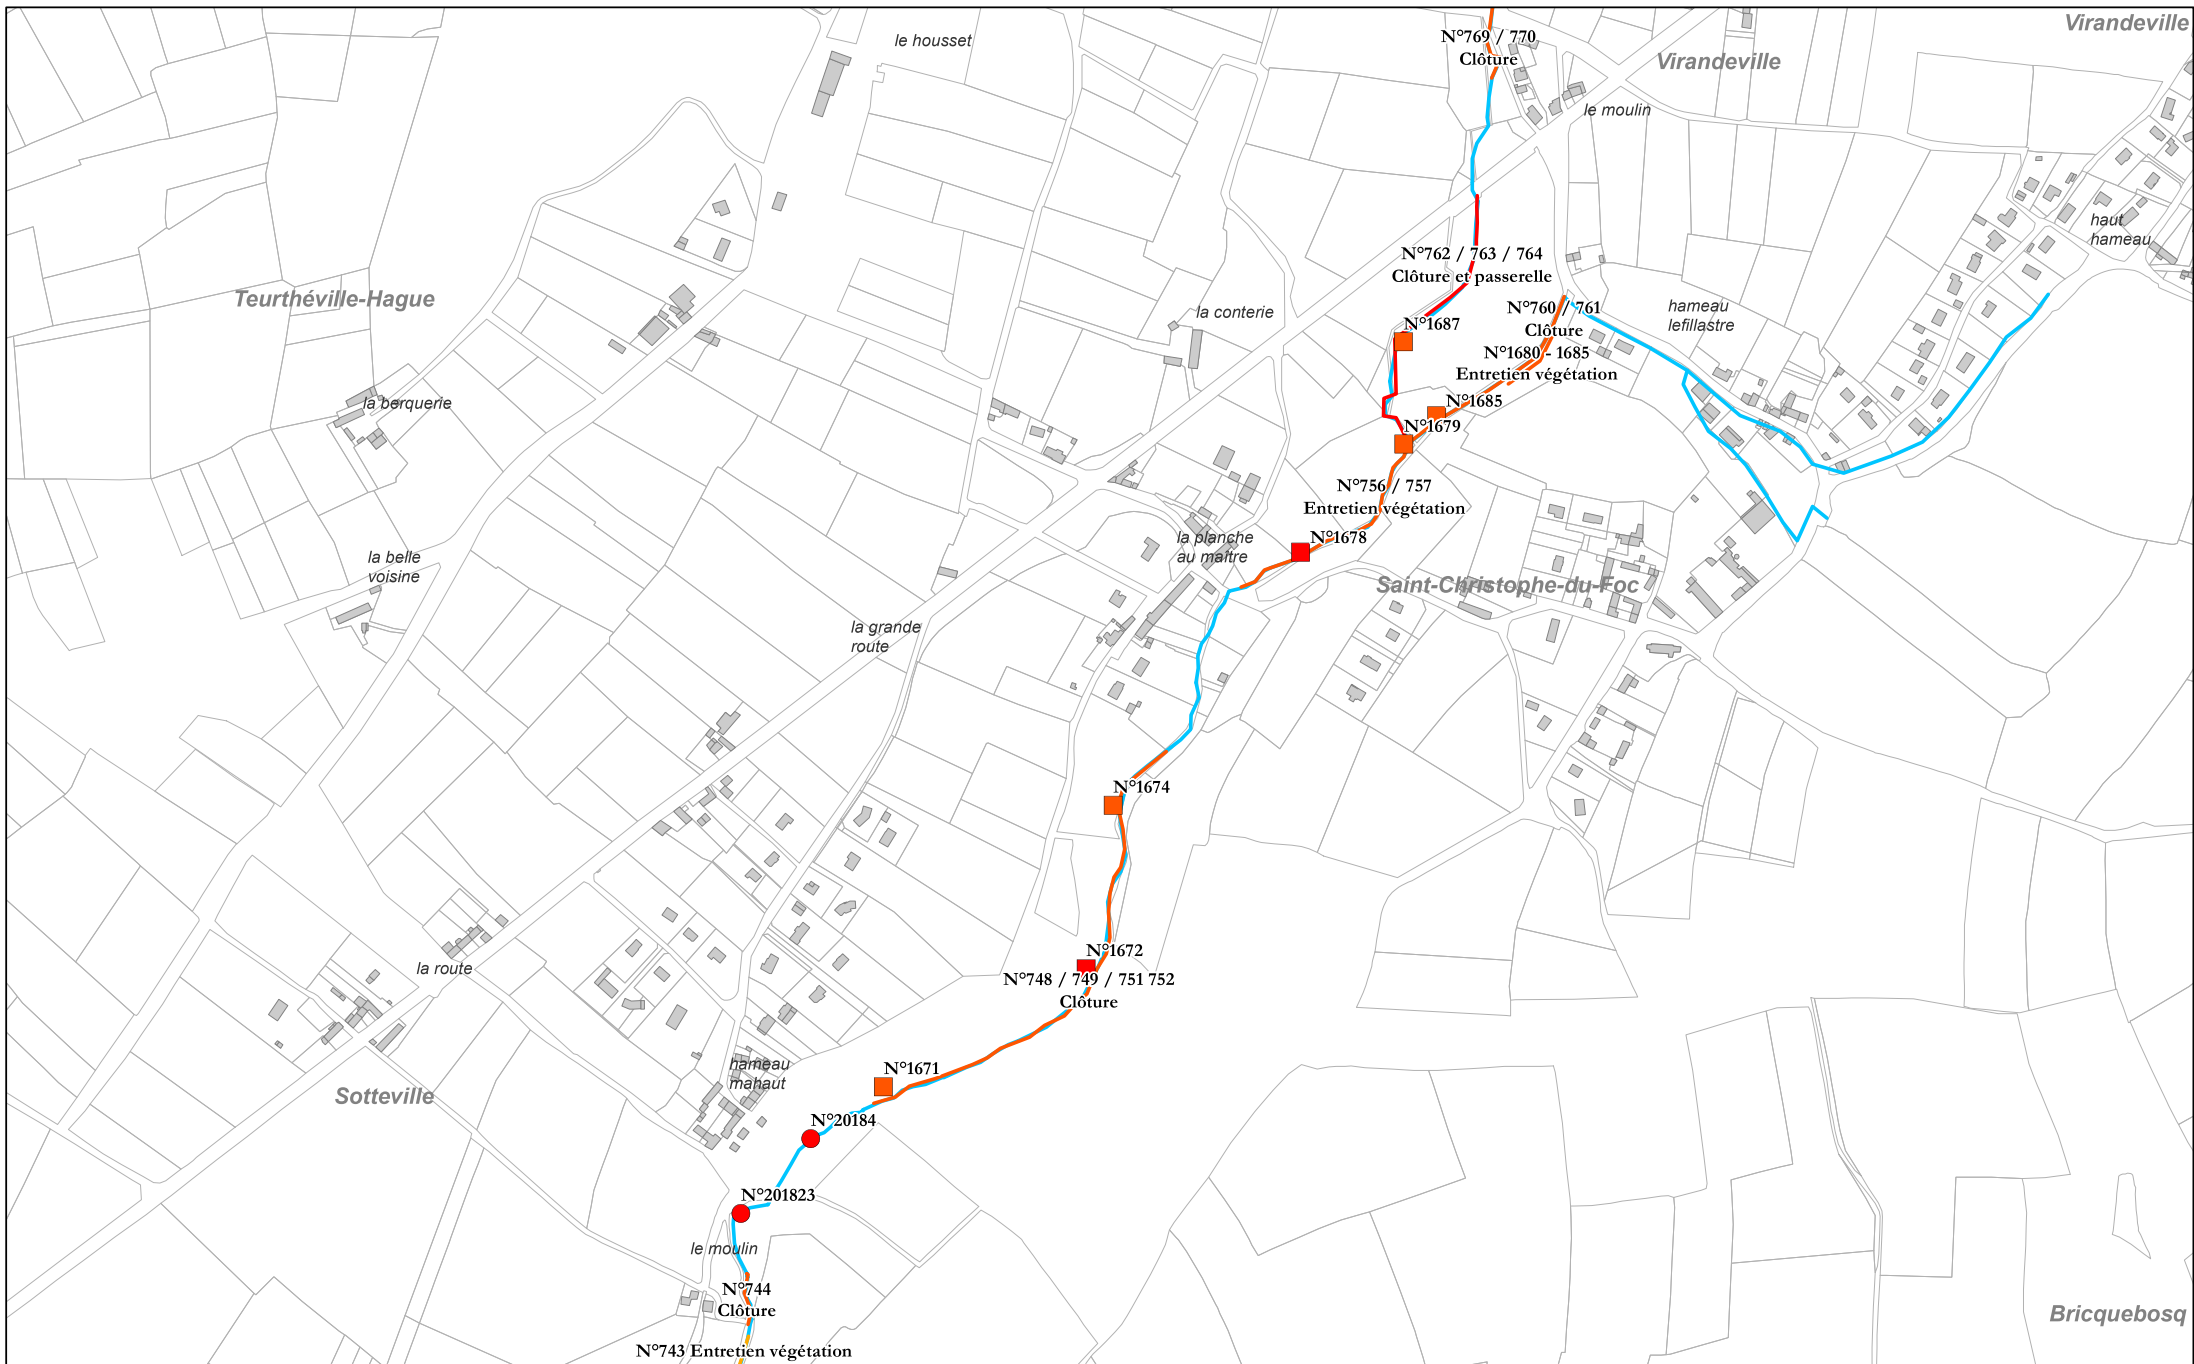 Virandeville
le housset
N°769 / 770
Clôture
Virandeville
le moulin
haut
hameau
N°762 / 763 / 764
Clôture et passerelle
Teurthéville-Hague
la conterie
N°760 / 761
Clôture
hameau
lefillastre
N°1687
N°1680 - 1685
Entretien végétation
la berquerie
N°1685
N°1679
N°756 / 757
Entretien végétation
N°1678
la planche
au maître
la belle
voisine
Saint-Christophe-du-Foc
la grande
route
N°1674
N°1672
la route
N°748 / 749 / 751 752
Clôture
N°1671
hameau
mahaut
Sotteville
N°20184
N°201823
le moulin
N°744
Clôture
Bricquebosq
N°743 Entretien végétation